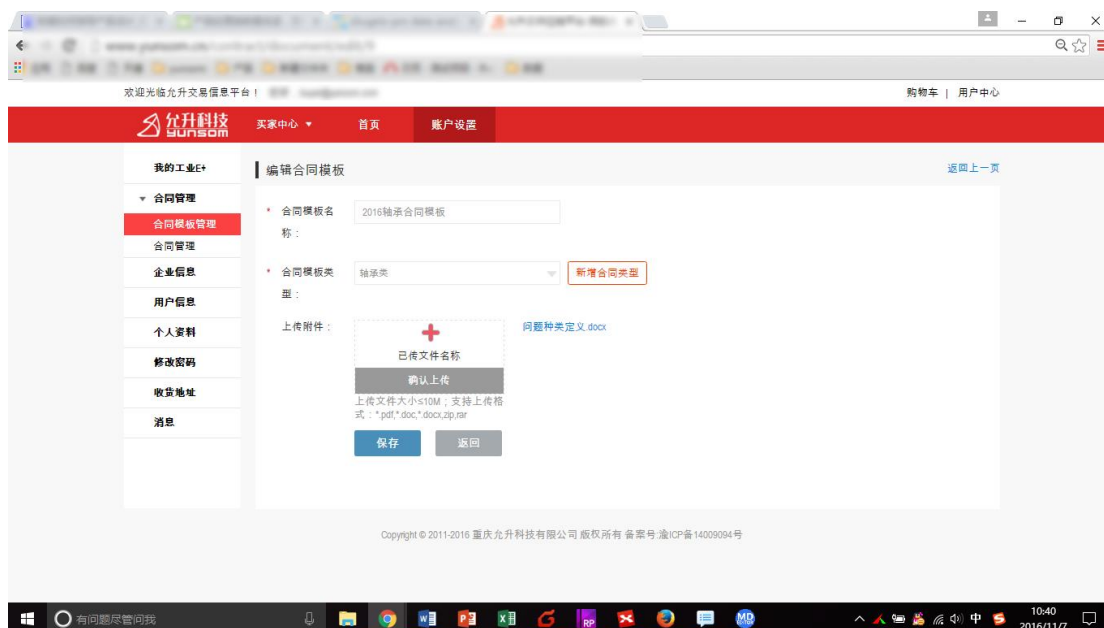 欢迎光临允升交易信息平台！
购物车 | 用户中心
允升科技
yunsom
买家中心 ▼
首页
账户设置
我的工业E+
▼ 合同管理
合同模板管理
合同管理
企业信息
用户信息
个人资料
修改密码
收货地址
消息
编辑合同模板
返回上一页
* 合同模板名
称：
2016轴承合同模板
* 合同模板类
型：
轴承类
新增合同类型
上传附件：
已传文件名称
确认上传
问题种类定义.docx
上传文件大小≤10M；支持上传格
式：*.pdf,*.doc,*.docx,zip,rar
保存
返回
Copyright © 2011-2016 重庆允升科技有限公司 版权所有 备案号:渝ICP备14009094号
有问题尽管问我
RP
中
10:40
2016/11/7